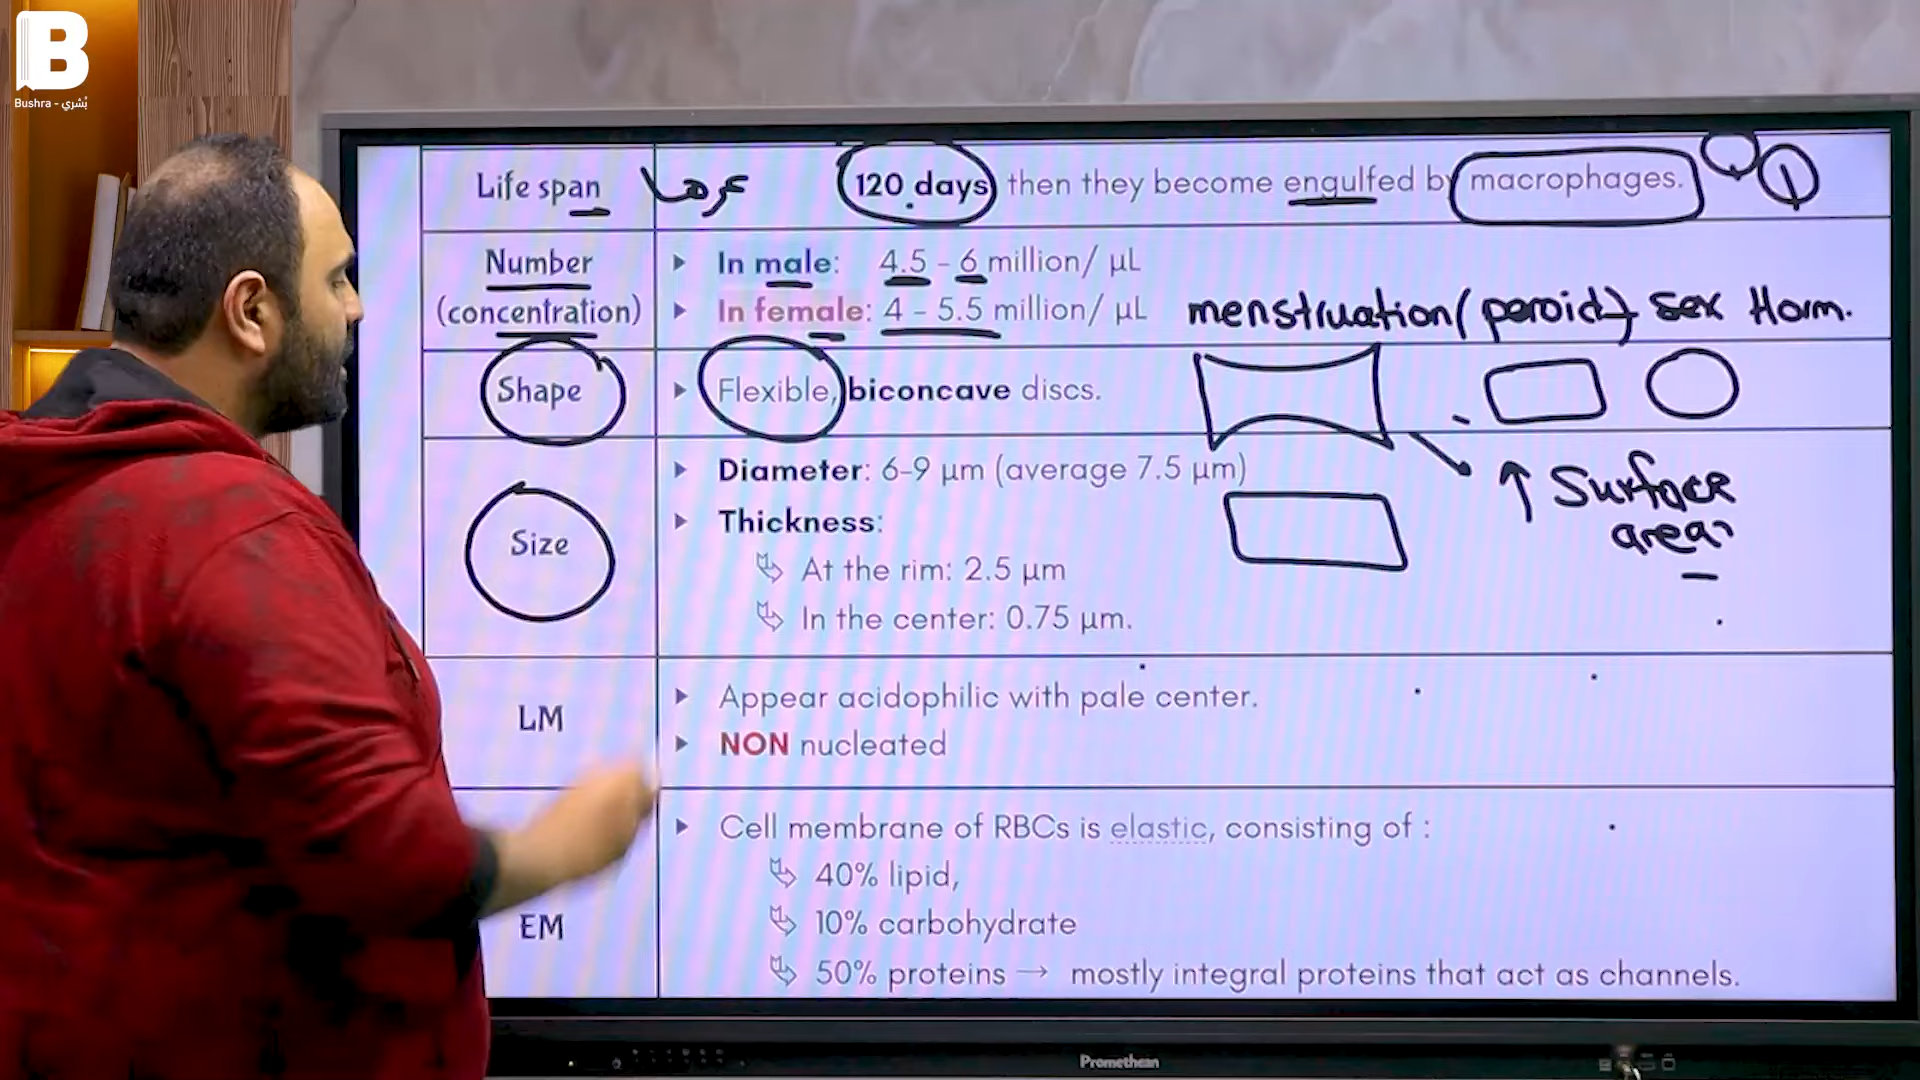 B
Bushra - بُشري
Life span عمرها 120 days then they become engulfed by macrophages.
Number
(concentration)
In male: 4.5 - 6 million/ µL
In female: 4 - 5.5 million/ µL menstruation (peroid) sex Horm.
Shape
Flexible, biconcave discs.
Size
Diameter: 6-9 µm (average 7.5 µm)
↑ Surface
area
Thickness:
At the rim: 2.5 µm
In the center: 0.75 µm.
LM
Appear acidophilic with pale center.
NON nucleated
EM
Cell membrane of RBCs is elastic, consisting of :
40% lipid,
10% carbohydrate
50% proteins → mostly integral proteins that act as channels.
Promethean